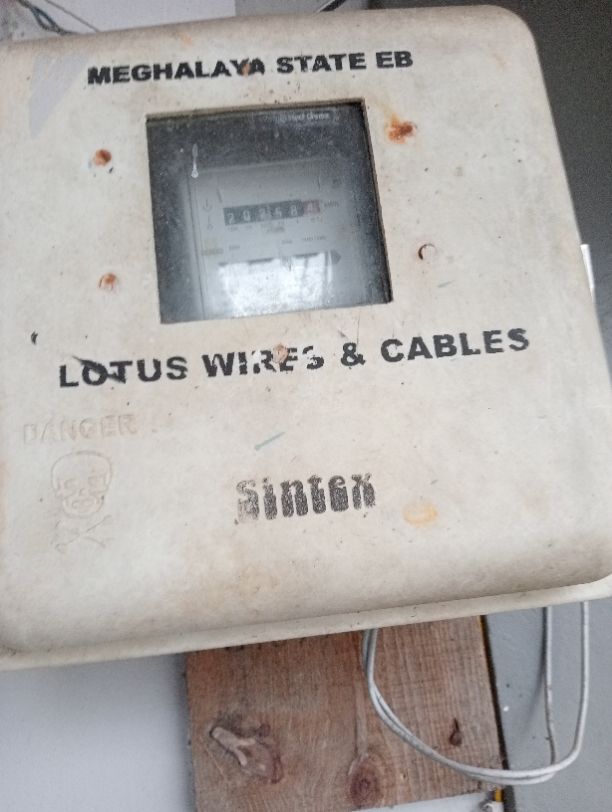 MEGHALAYA STATE EB
LOTUS WIRES & CABLES
DANGER
Sintex